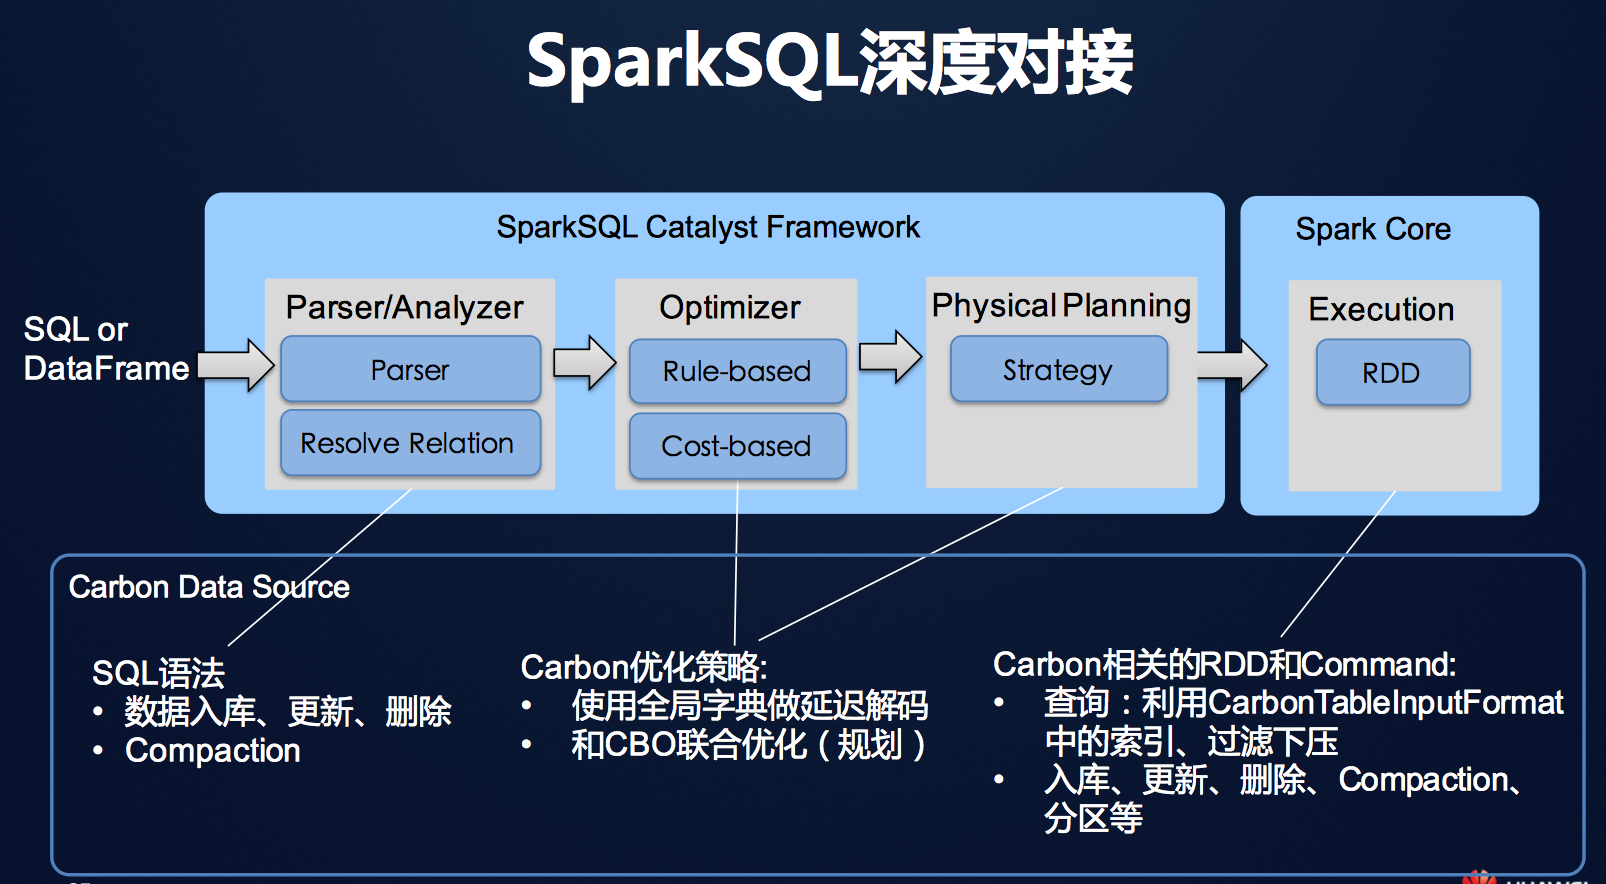 SparkSQL深度对接
SparkSQL Catalyst Framework
Spark Core
SQL or
DataFrame
Parser/Analyzer
Parser
Resolve Relation
Optimizer
Rule-based
Cost-based
Physical Planning
Strategy
Execution
RDD
Carbon Data Source
SQL语法
• 数据入库、更新、删除
• Compaction
Carbon优化策略:
• 使用全局字典做延迟解码
• 和CBO联合优化（规划）
Carbon相关的RDD和Command:
• 查询：利用CarbonTableInputFormat
中的索引、过滤下压
• 入库、更新、删除、Compaction、
分区等